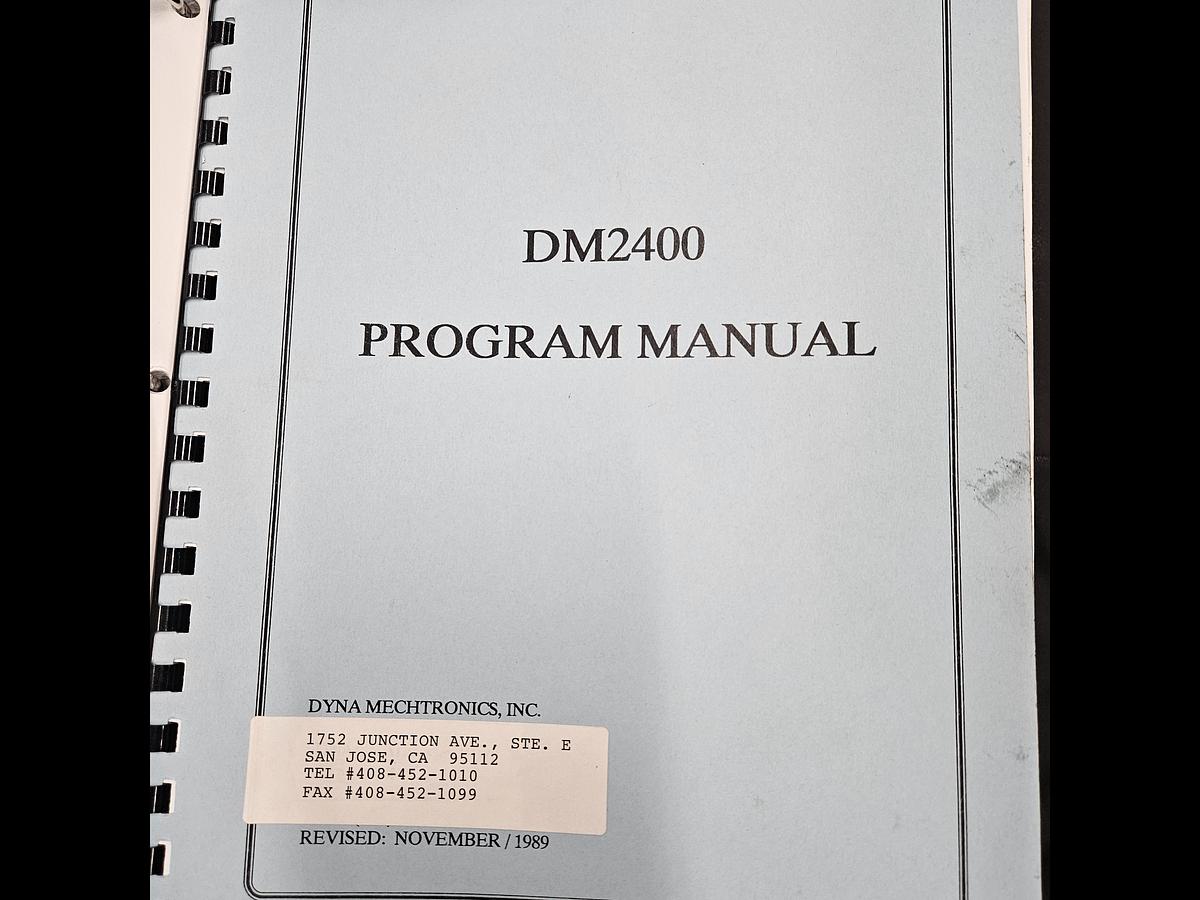 DM2400
PROGRAM MANUAL
DYNA MECHTRONICS, INC.
1752 JUNCTION AVE., STE. E
SAN JOSE, CA  95112
TEL #408-452-1010
FAX #408-452-1099
REVISED: NOVEMBER / 1989